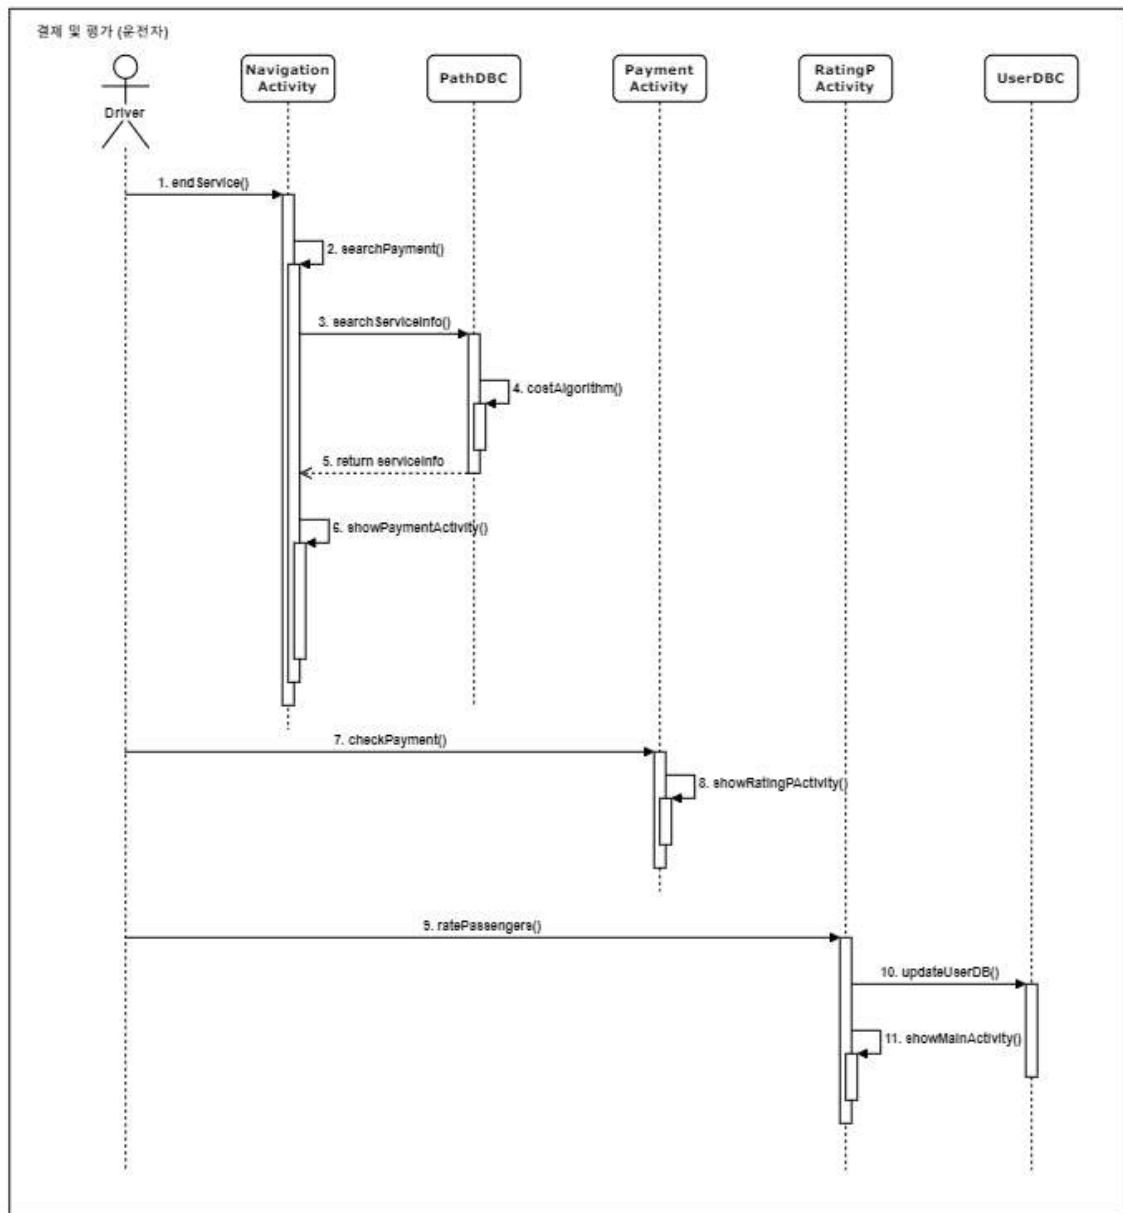 결제 및 평가 (운전자)
Driver
Navigation
Activity
PathDBC
Payment
Activity
RatingP
Activity
UserDBC
1. endService()
2. searchPayment()
3. searchServiceInfo()
4. costAlgorithm()
5. return serviceInfo
6. showPaymentActivity()
7. checkPayment()
8. showRatingPActivity()
9. ratePassengers()
10. updateUserDB()
11. showMainActivity()